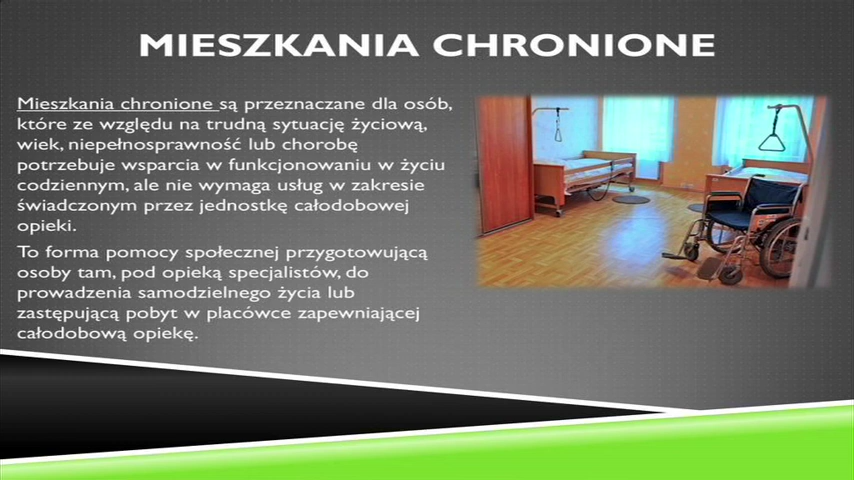 MIESZKANIA CHRONIONE
Mieszkania chronione są przeznaczane dla osób,
które ze względu na trudną sytuację życiową,
wiek, niepełnosprawność lub chorobę
potrzebuje wsparcia w funkcjonowaniu w życiu
codziennym, ale nie wymaga usług w zakresie
świadczonym przez jednostkę całodobowej
opieki.
To forma pomocy społecznej przygotowującą
osoby tam, pod opieką specjalistów, do
prowadzenia samodzielnego życia lub
zastępującą pobyt w placówce zapewniającej
całodobową opiekę.